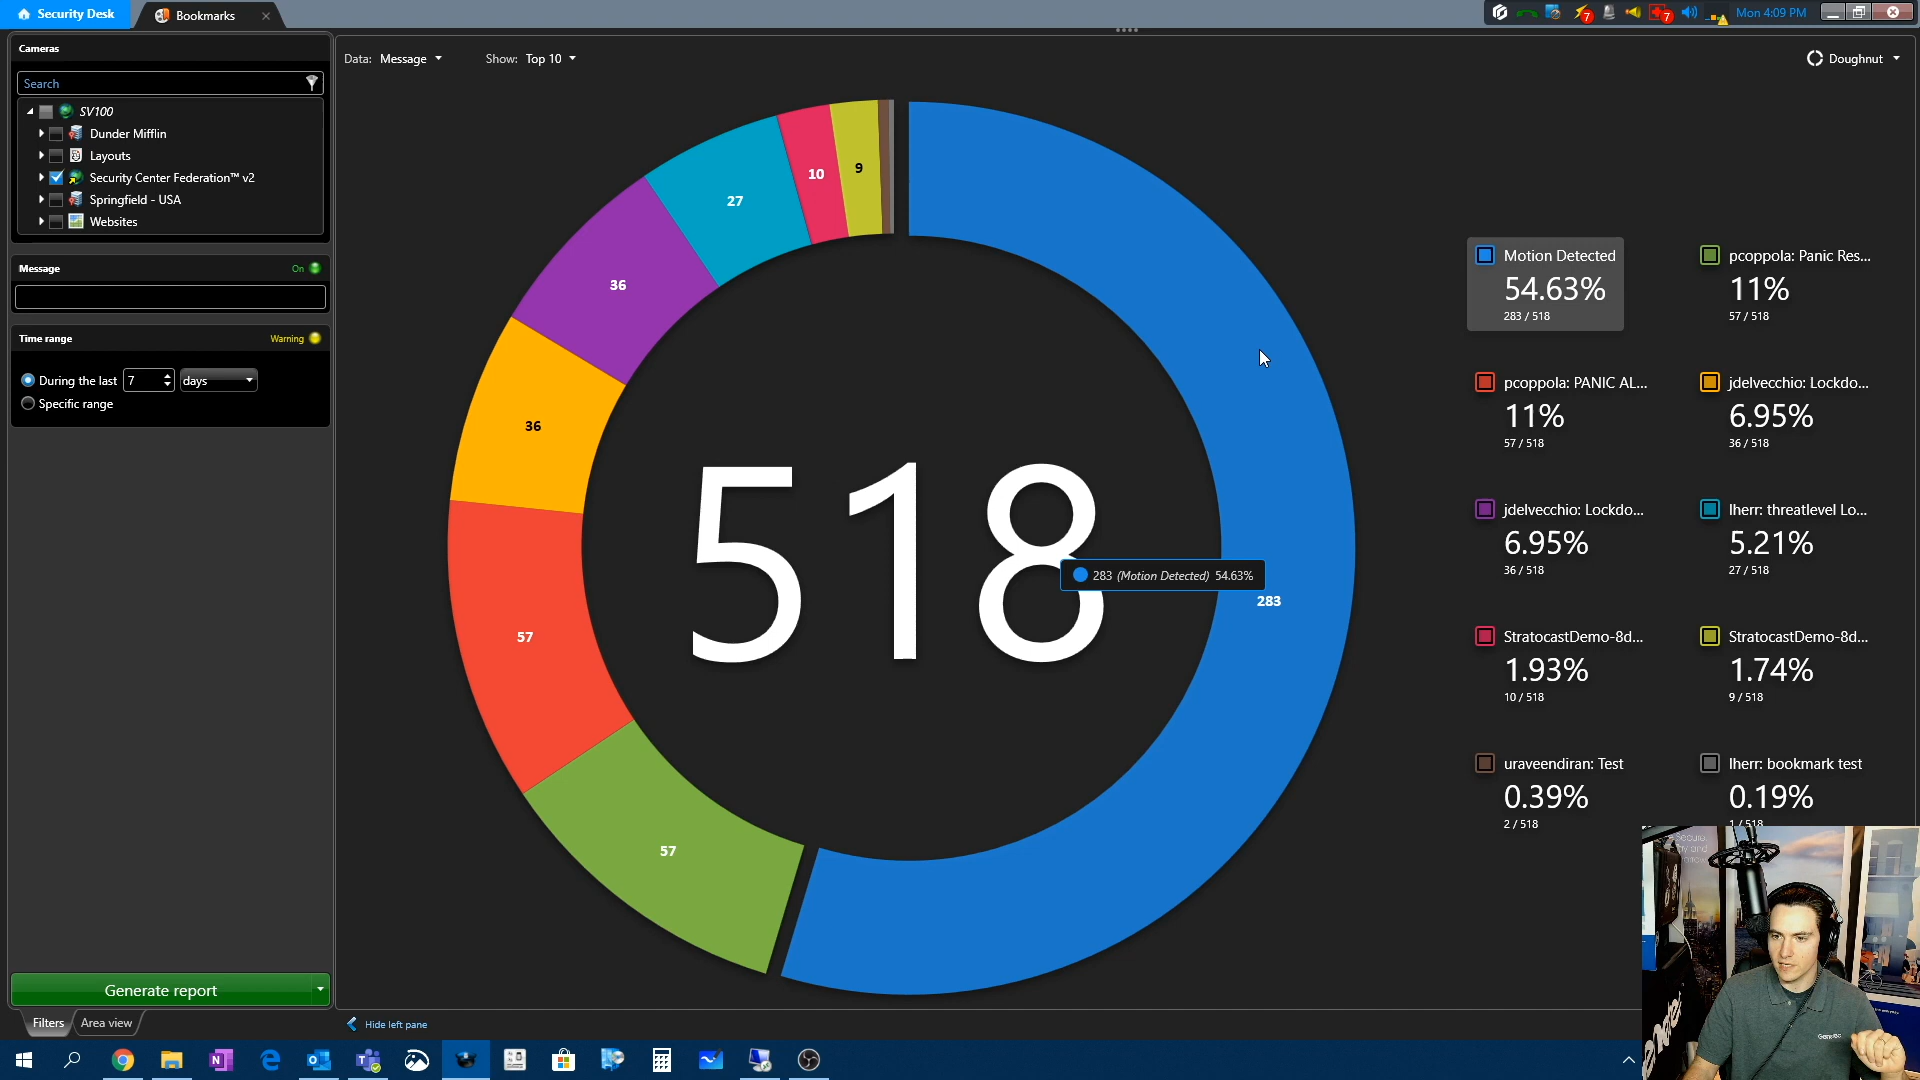 Security Desk
Bookmarks
7
7
Mon 4:09 PM
Cameras
Search
SV100
Dunder Mifflin
Layouts
Security Center Federation™ v2
Springfield - USA
Websites
Message
On
Time range
Warning
During the last
7
days
Specific range
Generate report
Filters
Area view
Data: Message
Show: Top 10
Doughnut
10
9
27
36
36
57
57
518
283 (Motion Detected) 54.63%
283
Motion Detected
54.63%
283 / 518
pcoppola: Panic Res...
11%
57 / 518
pcoppola: PANIC AL...
11%
57 / 518
jdelvecchio: Lockdo...
6.95%
36 / 518
jdelvecchio: Lockdo...
6.95%
36 / 518
lherr: threatlevel Lo...
5.21%
27 / 518
StratocastDemo-8d...
1.93%
10 / 518
StratocastDemo-8d...
1.74%
9 / 518
uraveendiran: Test
0.39%
2 / 518
lherr: bookmark test
0.19%
1 / 518
Hide left pane